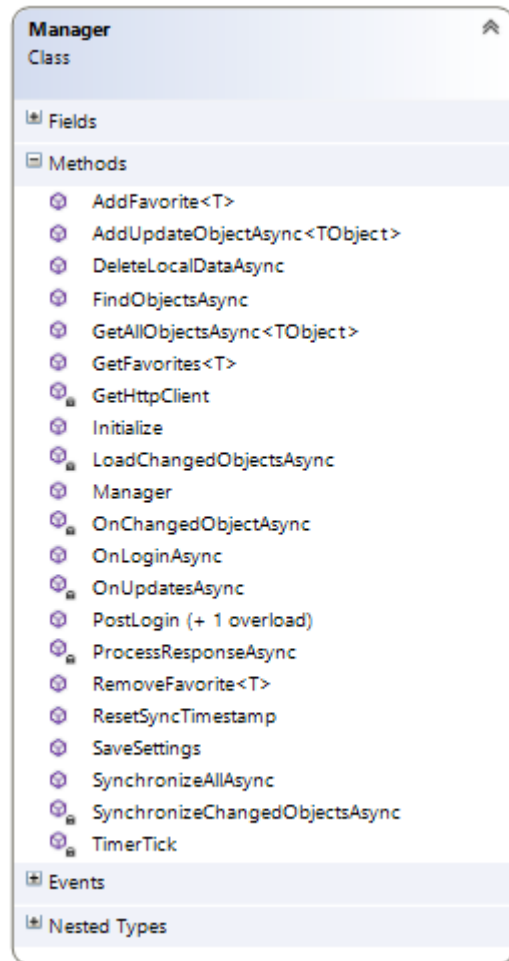 Manager
Class
Fields
Methods
AddFavorite<T>
AddUpdateObjectAsync<TObject>
DeleteLocalDataAsync
FindObjectsAsync
GetAllObjectsAsync<TObject>
GetFavorites<T>
GetHttpClient
Initialize
LoadChangedObjectsAsync
Manager
OnChangedObjectAsync
OnLoginAsync
OnUpdatesAsync
PostLogin (+ 1 overload)
ProcessResponseAsync
RemoveFavorite<T>
ResetSyncTimestamp
SaveSettings
SynchronizeAllAsync
SynchronizeChangedObjectsAsync
TimerTick
Events
Nested Types